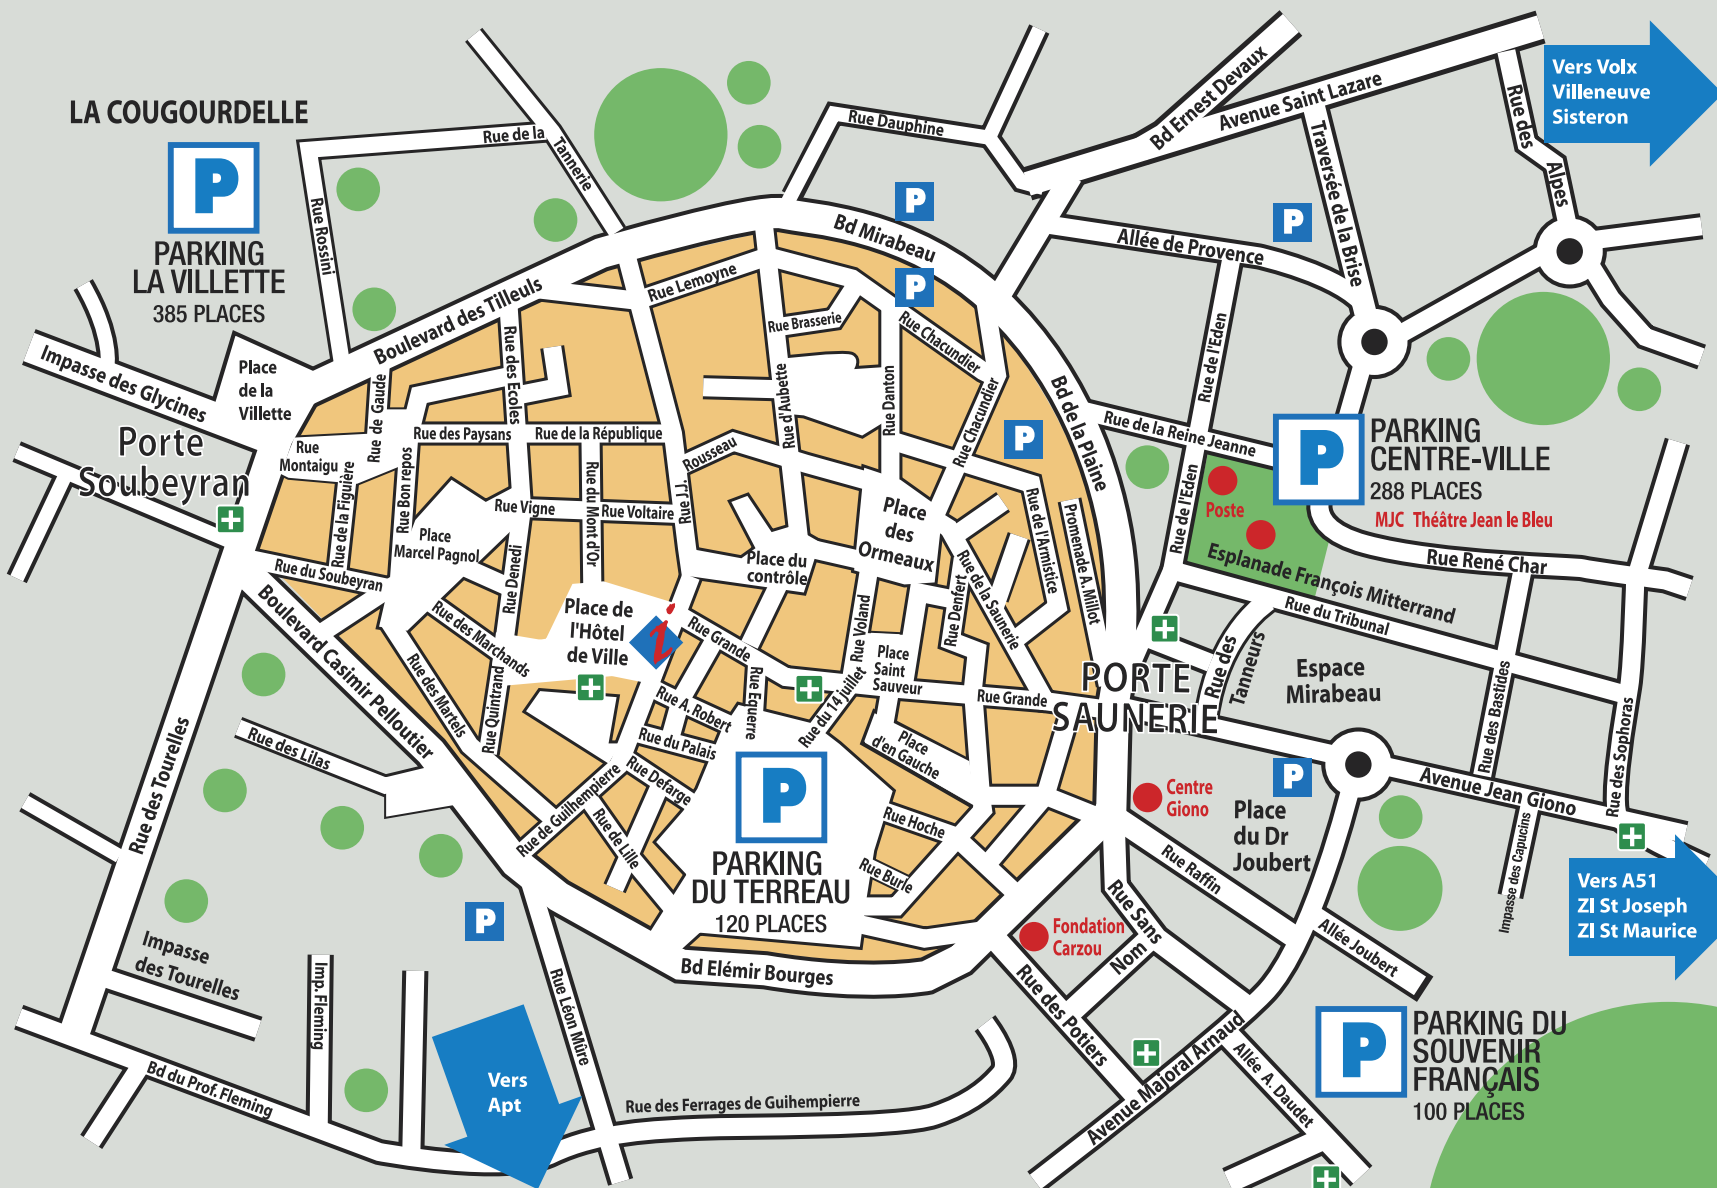 LA COUGOURDELLE
P
PARKING
LA VILLETTE
385 PLACES
Rue de la
Tannerie
Rue Rossini
Rue Dauphine
Bd Ernest Devaux
Avenue Saint Lazare
Rue des
Alpes
Vers Volx
Villeneuve
Sisteron
Traversée de la Brise
P
P
Bd Mirabeau
Allée de Provence
Impasse des Glycines
Place
de la
Villette
Boulevard des Tilleuls
Rue Lemoyne
P
Rue Brasserie
Rue Chacundier
Rue Chacundier
Rue de l'Eden
Rue de Gaude
Rue des Ecoles
Rue d'Aubette
Rue Danton
Bd de la Plaine
Porte
Soubeyran
Rue
Montaigu
Rue des Paysans
Rue de la République
Rousseau
Rue J.J.
P
Rue de la Reine Jeanne
P
PARKING
CENTRE-VILLE
288 PLACES
MJC Théâtre Jean le Bleu
Rue de la Figuière
Rue Bon repos
Rue Vigne
Rue du Mont d'Or
Rue Voltaire
Place
des
Ormeaux
Rue de l'Armistice
Promenade A. Millot
Rue de l'Eden
Poste
Esplanade François Mitterrand
Rue René Char
Place
Marcel Pagnol
Rue Denedi
Place du
contrôle
Rue du Soubeyran
Rue des Marchands
Place de
l'Hôtel
de Ville
i
Rue Grande
Rue Voland
Rue Denfert
Rue de la Saunerie
Rue du Tribunal
Boulevard Casimir Pelloutier
Rue des Martels
Rue Quintrand
Rue A. Robert
Rue Equerre
Rue du 14 juillet
Place
Saint
Sauveur
Rue Grande
PORTE
SAUNERIE
Rue des
Tanneurs
Espace
Mirabeau
Rue des Bastides
Rue des Sophoras
Rue des Tourelles
Rue des Lilas
Rue du Palais
Rue Defarge
Rue de Guilhempierre
Rue de Lille
P
PARKING
DU TERREAU
120 PLACES
Place
d'en Gauche
Rue Hoche
Rue Burle
Centre
Giono
P
Place
du Dr
Joubert
Avenue Jean Giono
Impasse des Capucins
Vers A51
ZI St Joseph
ZI St Maurice
Rue Raffin
Rue Sans
Nom
Allée Joubert
Fondation
Carzou
Impasse
des Tourelles
P
Bd Elémir Bourges
Imp. Fleming
Rue Léon Mûre
Rue des Potiers
Avenue Majoral Arnaud
Allée A. Daudet
P
PARKING DU
SOUVENIR
FRANÇAIS
100 PLACES
Vers
Apt
Bd du Prof. Fleming
Rue des Ferrages de Guihempierre